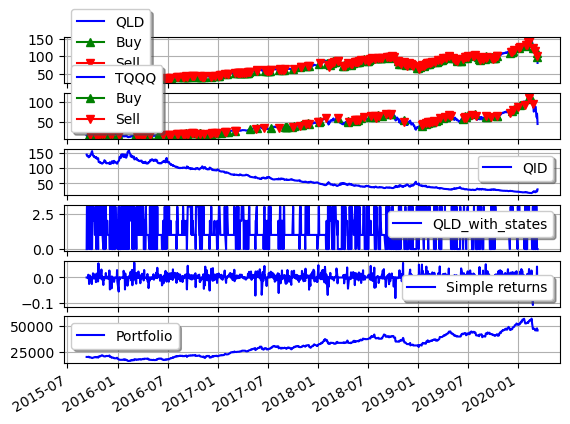 QLD
Buy
Sell
150
100
50
TQQQ
Buy
Sell
100
50
150
100
50
QID
2.5
0.0
QLD_with_states
0.0
−0.1
Simple returns
50000
25000
Portfolio
2015-07 2016-01 2016-07 2017-01 2017-07 2018-01 2018-07 2019-01 2019-07 2020-01